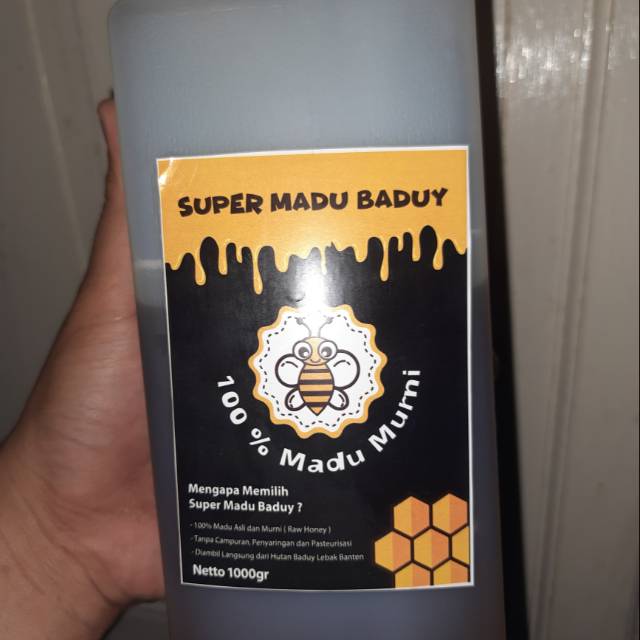 SUPER MADU BADUY
100 % Madu Murni
Mengapa Memilih
Super Madu Baduy ?
- 100% Madu Asli dan Murni ( Raw Honey )
- Tanpa Campuran, Penyaringan dan Pasteurisasi
- Diambil Langsung dari Hutan Baduy Lebak Banten
Netto 1000gr